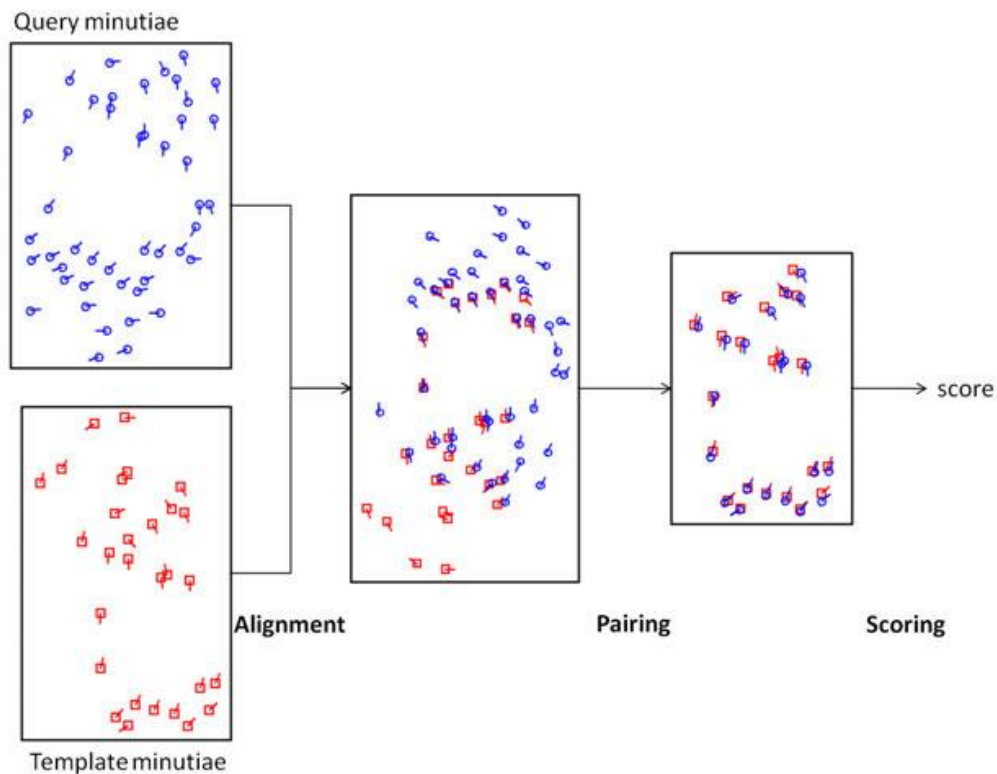 Query minutiae
score
Alignment
Pairing
Scoring
Template minutiae